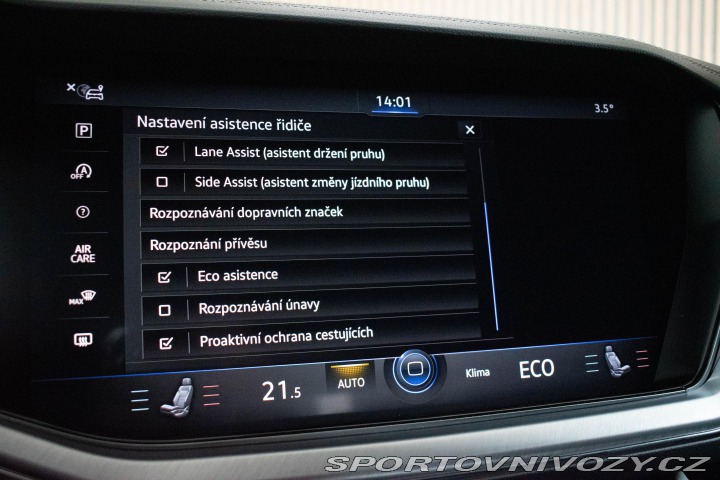 14:01
3.5°
Nastavení asistence řidiče
Lane Assist (asistent držení pruhu)
Side Assist (asistent změny jízdního pruhu)
Rozpoznávání dopravních značek
Rozpoznání přívěsu
Eco asistence
Rozpoznávání únavy
Proaktivní ochrana cestujících
P
A
OFF
?
AIR
CARE
MAX
21.5
AUTO
Klima
ECO
SPORTOVNIVOZY.CZ